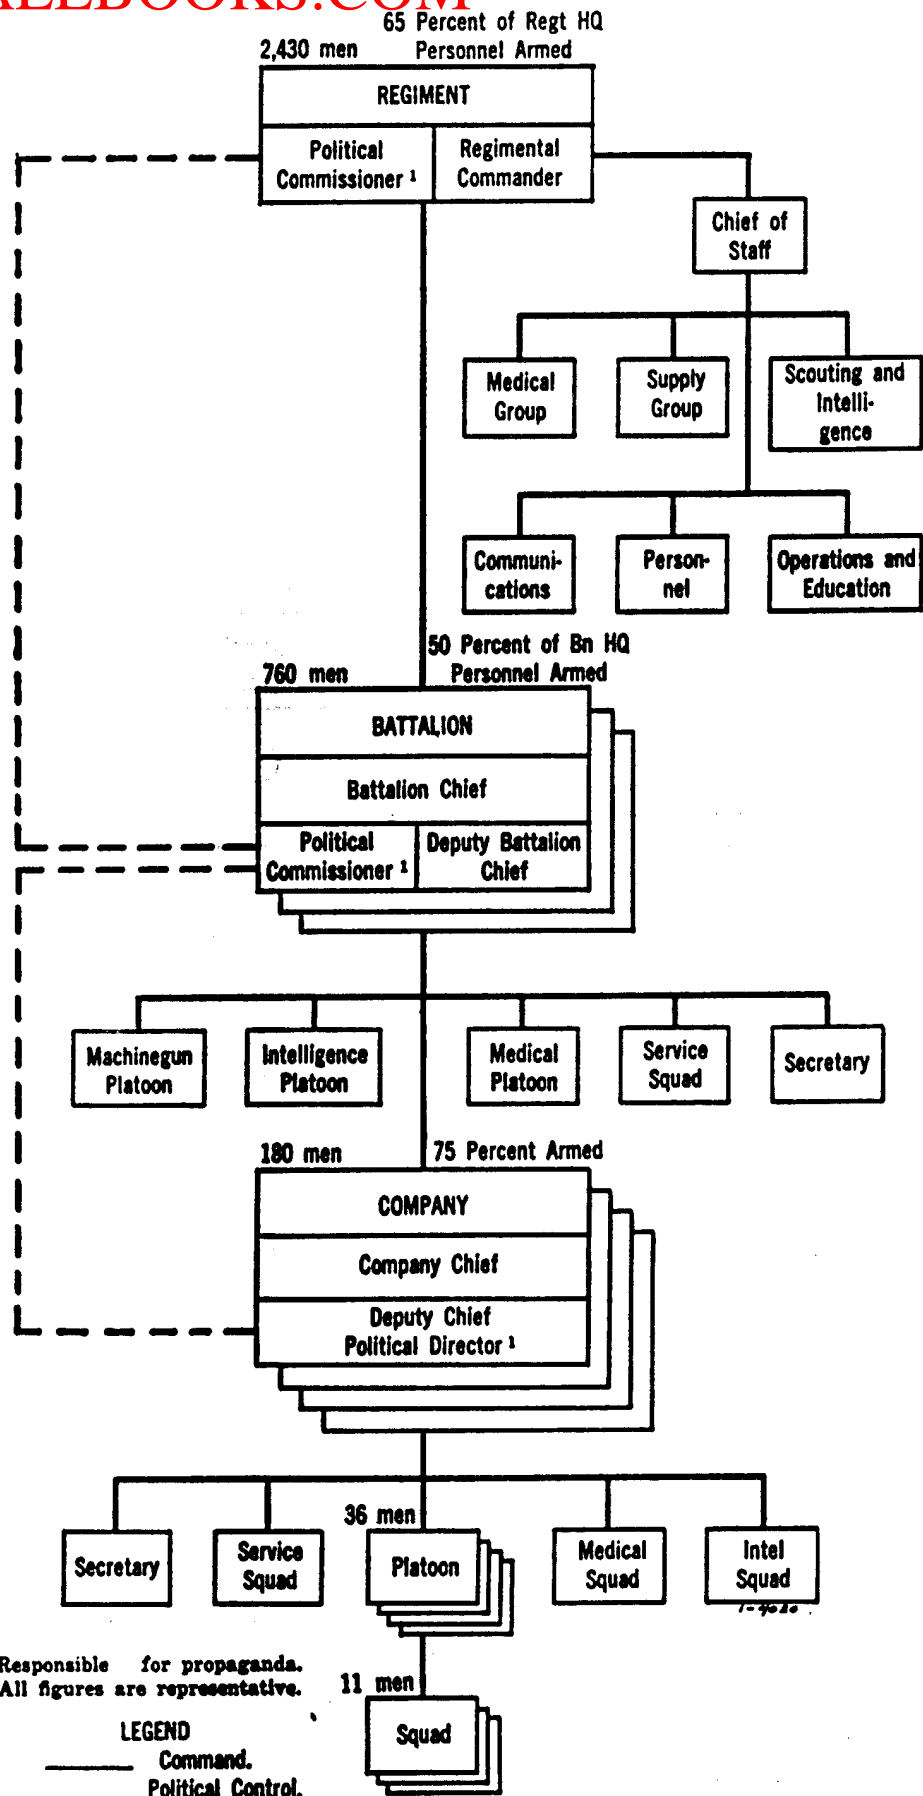 65 Percent of Regt HQ
2,430 men Personnel Armed
REGIMENT
Political
Commissioner 1
Regimental
Commander
Chief of
Staff
Medical
Group
Supply
Group
Scouting and
Intelli-
gence
Communi-
cations
Person-
nel
Operations and
Education
50 Percent of Bn HQ
760 men Personnel Armed
BATTALION
Battalion Chief
Political
Commissioner 1
Deputy Battalion
Chief
Machinegun
Platoon
Intelligence
Platoon
Medical
Platoon
Service
Squad
Secretary
180 men 75 Percent Armed
COMPANY
Company Chief
Deputy Chief
Political Director 1
36 men
Secretary
Service
Squad
Platoon
Medical
Squad
Intel
Squad
Responsible for propaganda.
All figures are representative.
11 men
Squad
LEGEND
Command.
Political Control.